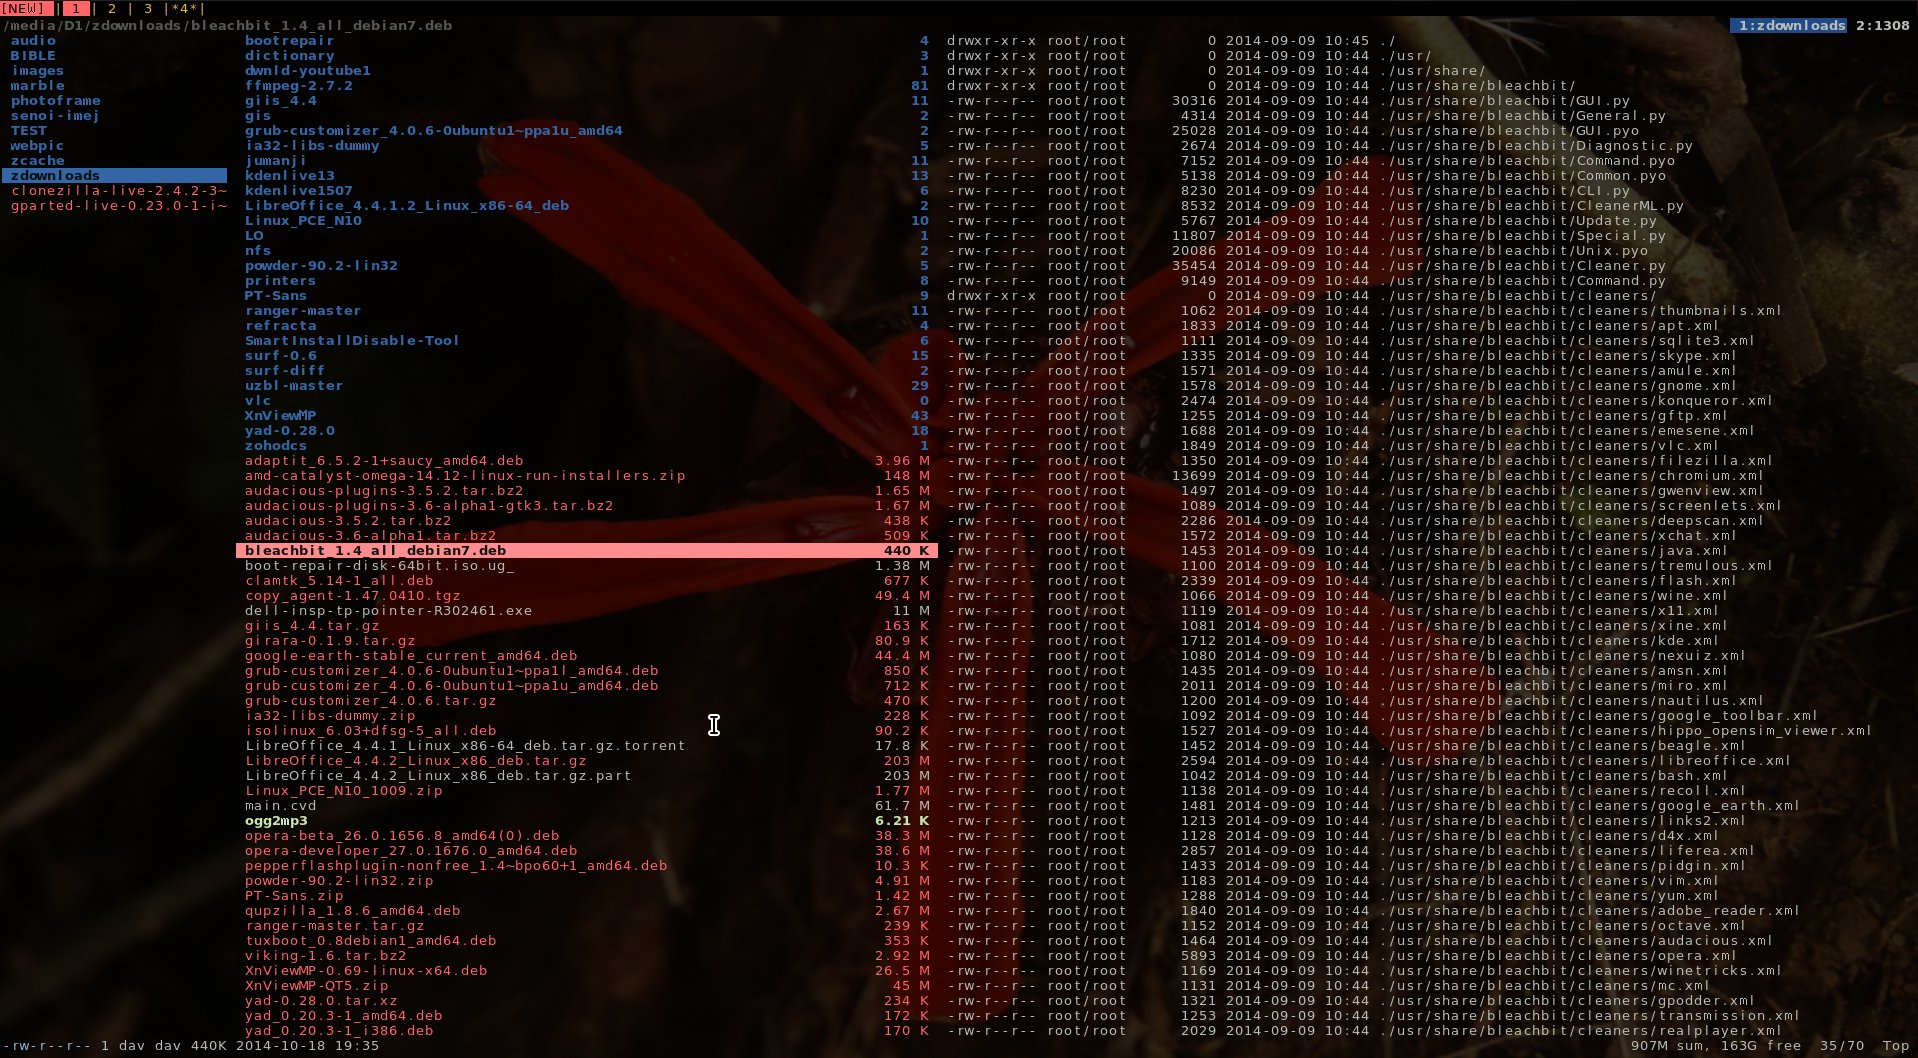 [NEW] | 1 | 2 | 3 |*4*|
/media/D1/zdownloads/bleachbit_1.4_all_debian7.deb 1:zdownloads 2:1308
audio bootrepair 4 drwxr-xr-x root/root 0 2014-09-09 10:45 ./
BIBLE dictionary 3 drwxr-xr-x root/root 0 2014-09-09 10:44 ./usr/
images dwnld-youtube1 1 drwxr-xr-x root/root 0 2014-09-09 10:44 ./usr/share/
marble ffmpeg-2.7.2 81 drwxr-xr-x root/root 0 2014-09-09 10:44 ./usr/share/bleachbit/
photoframe giis_4.4 11 -rw-r--r-- root/root 30316 2014-09-09 10:44 ./usr/share/bleachbit/GUI.py
senoi-imej gis 2 -rw-r--r-- root/root 4314 2014-09-09 10:44 ./usr/share/bleachbit/General.py
TEST grub-customizer_4.0.6-0ubuntu1~ppa1u_amd64 2 -rw-r--r-- root/root 25028 2014-09-09 10:44 ./usr/share/bleachbit/GUI.pyo
webpic ia32-libs-dummy 5 -rw-r--r-- root/root 2674 2014-09-09 10:44 ./usr/share/bleachbit/Diagnostic.py
zcache jumanji 11 -rw-r--r-- root/root 7152 2014-09-09 10:44 ./usr/share/bleachbit/Command.pyo
zdownloads kdenlive13 13 -rw-r--r-- root/root 5138 2014-09-09 10:44 ./usr/share/bleachbit/Common.pyo
clonezilla-live-2.4.2-3~ kdenlive1507 6 -rw-r--r-- root/root 8230 2014-09-09 10:44 ./usr/share/bleachbit/CLI.py
gparted-live-0.23.0-1-i~ LibreOffice_4.4.1.2_Linux_x86-64_deb 2 -rw-r--r-- root/root 8532 2014-09-09 10:44 ./usr/share/bleachbit/CleanerML.py
Linux_PCE_N10 10 -rw-r--r-- root/root 5767 2014-09-09 10:44 ./usr/share/bleachbit/Update.py
LO 1 -rw-r--r-- root/root 11807 2014-09-09 10:44 ./usr/share/bleachbit/Special.py
nfs 2 -rw-r--r-- root/root 20086 2014-09-09 10:44 ./usr/share/bleachbit/Unix.pyo
powder-90.2-lin32 5 -rw-r--r-- root/root 35454 2014-09-09 10:44 ./usr/share/bleachbit/Cleaner.py
printers 8 -rw-r--r-- root/root 9149 2014-09-09 10:44 ./usr/share/bleachbit/Command.py
PT-Sans 9 drwxr-xr-x root/root 0 2014-09-09 10:44 ./usr/share/bleachbit/cleaners/
ranger-master 11 -rw-r--r-- root/root 1062 2014-09-09 10:44 ./usr/share/bleachbit/cleaners/thumbnails.xml
refracta 4 -rw-r--r-- root/root 1833 2014-09-09 10:44 ./usr/share/bleachbit/cleaners/apt.xml
SmartInstallDisable-Tool 6 -rw-r--r-- root/root 1111 2014-09-09 10:44 ./usr/share/bleachbit/cleaners/sqlite3.xml
surf-0.6 15 -rw-r--r-- root/root 1335 2014-09-09 10:44 ./usr/share/bleachbit/cleaners/skype.xml
surf-diff 2 -rw-r--r-- root/root 1571 2014-09-09 10:44 ./usr/share/bleachbit/cleaners/amule.xml
uzbl-master 29 -rw-r--r-- root/root 1578 2014-09-09 10:44 ./usr/share/bleachbit/cleaners/gnome.xml
vlc 0 -rw-r--r-- root/root 2474 2014-09-09 10:44 ./usr/share/bleachbit/cleaners/konqueror.xml
XnViewMP 43 -rw-r--r-- root/root 1255 2014-09-09 10:44 ./usr/share/bleachbit/cleaners/gftp.xml
yad-0.28.0 18 -rw-r--r-- root/root 1688 2014-09-09 10:44 ./usr/share/bleachbit/cleaners/emesene.xml
zohodcs 1 -rw-r--r-- root/root 1849 2014-09-09 10:44 ./usr/share/bleachbit/cleaners/vlc.xml
adaptit_6.5.2-1+saucy_amd64.deb 3.96 M -rw-r--r-- root/root 1350 2014-09-09 10:44 ./usr/share/bleachbit/cleaners/filezilla.xml
amd-catalyst-omega-14.12-linux-run-installers.zip 148 M -rw-r--r-- root/root 13699 2014-09-09 10:44 ./usr/share/bleachbit/cleaners/chromium.xml
audacious-plugins-3.5.2.tar.bz2 1.65 M -rw-r--r-- root/root 1497 2014-09-09 10:44 ./usr/share/bleachbit/cleaners/gwenview.xml
audacious-plugins-3.6-alpha1-gtk3.tar.bz2 1.67 M -rw-r--r-- root/root 1089 2014-09-09 10:44 ./usr/share/bleachbit/cleaners/screenlets.xml
audacious-3.5.2.tar.bz2 438 K -rw-r--r-- root/root 2286 2014-09-09 10:44 ./usr/share/bleachbit/cleaners/deepscan.xml
audacious-3.6-alpha1.tar.bz2 509 K -rw-r--r-- root/root 1572 2014-09-09 10:44 ./usr/share/bleachbit/cleaners/xchat.xml
bleachbit_1.4_all_debian7.deb 440 K -rw-r--r-- root/root 1453 2014-09-09 10:44 ./usr/share/bleachbit/cleaners/java.xml
boot-repair-disk-64bit.iso.ug_ 1.38 M -rw-r--r-- root/root 1100 2014-09-09 10:44 ./usr/share/bleachbit/cleaners/tremulous.xml
clamtk_5.14-1_all.deb 677 K -rw-r--r-- root/root 2339 2014-09-09 10:44 ./usr/share/bleachbit/cleaners/flash.xml
copy_agent-1.47.0410.tgz 49.4 M -rw-r--r-- root/root 1066 2014-09-09 10:44 ./usr/share/bleachbit/cleaners/wine.xml
dell-insp-tp-pointer-R302461.exe 11 M -rw-r--r-- root/root 1119 2014-09-09 10:44 ./usr/share/bleachbit/cleaners/x11.xml
giis_4.4.tar.gz 163 K -rw-r--r-- root/root 1081 2014-09-09 10:44 ./usr/share/bleachbit/cleaners/xine.xml
girara-0.1.9.tar.gz 80.9 K -rw-r--r-- root/root 1712 2014-09-09 10:44 ./usr/share/bleachbit/cleaners/kde.xml
google-earth-stable_current_amd64.deb 44.4 M -rw-r--r-- root/root 1080 2014-09-09 10:44 ./usr/share/bleachbit/cleaners/nexuiz.xml
grub-customizer_4.0.6-0ubuntu1~ppa1l_amd64.deb 850 K -rw-r--r-- root/root 1435 2014-09-09 10:44 ./usr/share/bleachbit/cleaners/amsn.xml
grub-customizer_4.0.6-0ubuntu1~ppa1u_amd64.deb 712 K -rw-r--r-- root/root 2011 2014-09-09 10:44 ./usr/share/bleachbit/cleaners/miro.xml
grub-customizer_4.0.6.tar.gz 470 K -rw-r--r-- root/root 1200 2014-09-09 10:44 ./usr/share/bleachbit/cleaners/nautilus.xml
ia32-libs-dummy.zip 228 K -rw-r--r-- root/root 1092 2014-09-09 10:44 ./usr/share/bleachbit/cleaners/google_toolbar.xml
isolinux_6.03+dfsg-5_all.deb 90.2 K -rw-r--r-- root/root 1527 2014-09-09 10:44 ./usr/share/bleachbit/cleaners/hippo_opensim_viewer.xml
LibreOffice_4.4.1_Linux_x86-64_deb.tar.gz.torrent 17.8 K -rw-r--r-- root/root 1452 2014-09-09 10:44 ./usr/share/bleachbit/cleaners/beagle.xml
LibreOffice_4.4.2_Linux_x86_deb.tar.gz 203 M -rw-r--r-- root/root 2594 2014-09-09 10:44 ./usr/share/bleachbit/cleaners/libreoffice.xml
LibreOffice_4.4.2_Linux_x86_deb.tar.gz.part 203 M -rw-r--r-- root/root 1042 2014-09-09 10:44 ./usr/share/bleachbit/cleaners/bash.xml
Linux_PCE_N10_1009.zip 1.77 M -rw-r--r-- root/root 1138 2014-09-09 10:44 ./usr/share/bleachbit/cleaners/recoll.xml
main.cvd 61.7 M -rw-r--r-- root/root 1481 2014-09-09 10:44 ./usr/share/bleachbit/cleaners/google_earth.xml
ogg2mp3 6.21 K -rw-r--r-- root/root 1213 2014-09-09 10:44 ./usr/share/bleachbit/cleaners/links2.xml
opera-beta_26.0.1656.8_amd64(0).deb 38.3 M -rw-r--r-- root/root 1128 2014-09-09 10:44 ./usr/share/bleachbit/cleaners/d4x.xml
opera-developer_27.0.1676.0_amd64.deb 38.6 M -rw-r--r-- root/root 2857 2014-09-09 10:44 ./usr/share/bleachbit/cleaners/liferea.xml
pepperflashplugin-nonfree_1.4~bpo60+1_amd64.deb 10.3 K -rw-r--r-- root/root 1433 2014-09-09 10:44 ./usr/share/bleachbit/cleaners/pidgin.xml
powder-90.2-lin32.zip 4.91 M -rw-r--r-- root/root 1183 2014-09-09 10:44 ./usr/share/bleachbit/cleaners/vim.xml
PT-Sans.zip 1.42 M -rw-r--r-- root/root 1288 2014-09-09 10:44 ./usr/share/bleachbit/cleaners/yum.xml
qupzilla_1.8.6_amd64.deb 2.67 M -rw-r--r-- root/root 1840 2014-09-09 10:44 ./usr/share/bleachbit/cleaners/adobe_reader.xml
ranger-master.tar.gz 239 K -rw-r--r-- root/root 1152 2014-09-09 10:44 ./usr/share/bleachbit/cleaners/octave.xml
tuxboot_0.8debian1_amd64.deb 353 K -rw-r--r-- root/root 1464 2014-09-09 10:44 ./usr/share/bleachbit/cleaners/audacious.xml
viking-1.6.tar.bz2 2.92 M -rw-r--r-- root/root 5893 2014-09-09 10:44 ./usr/share/bleachbit/cleaners/opera.xml
XnViewMP-0.69-linux-x64.deb 26.5 M -rw-r--r-- root/root 1169 2014-09-09 10:44 ./usr/share/bleachbit/cleaners/winetricks.xml
XnViewMP-QT5.zip 45 M -rw-r--r-- root/root 1131 2014-09-09 10:44 ./usr/share/bleachbit/cleaners/mc.xml
yad-0.28.0.tar.xz 234 K -rw-r--r-- root/root 1321 2014-09-09 10:44 ./usr/share/bleachbit/cleaners/gpodder.xml
yad_0.20.3-1_amd64.deb 172 K -rw-r--r-- root/root 1253 2014-09-09 10:44 ./usr/share/bleachbit/cleaners/transmission.xml
yad_0.20.3-1_i386.deb 170 K -rw-r--r-- root/root 2029 2014-09-09 10:44 ./usr/share/bleachbit/cleaners/realplayer.xml
-rw-r--r-- 1 dav dav 440K 2014-10-18 19:35 907M sum, 163G free 35/70 Top